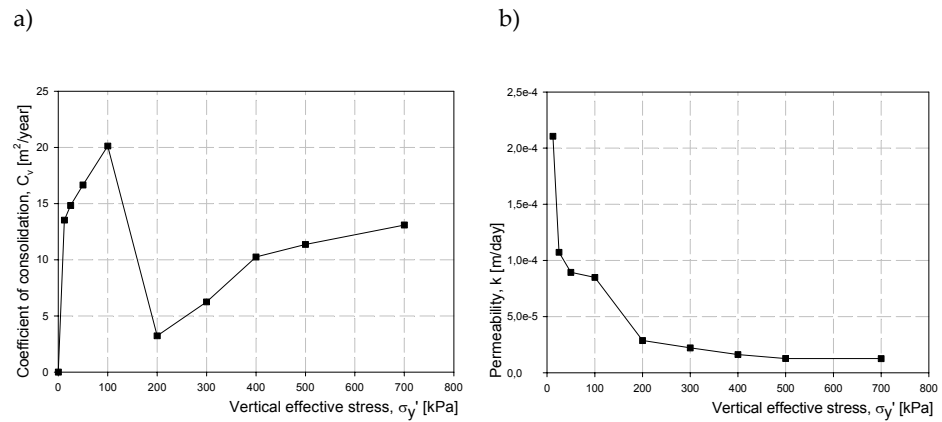 a)
b)
Coefficient of consolidation, Cᵥ [m²/year]
25
20
15
10
5
0
0 100 200 300 400 500 600 700 800
Vertical effective stress, σy' [kPa]
Permeability, k [m/day]
2,5e-4
2,0e-4
1,5e-4
1,0e-4
5,0e-5
0,0
0 100 200 300 400 500 600 700 800
Vertical effective stress, σy' [kPa]